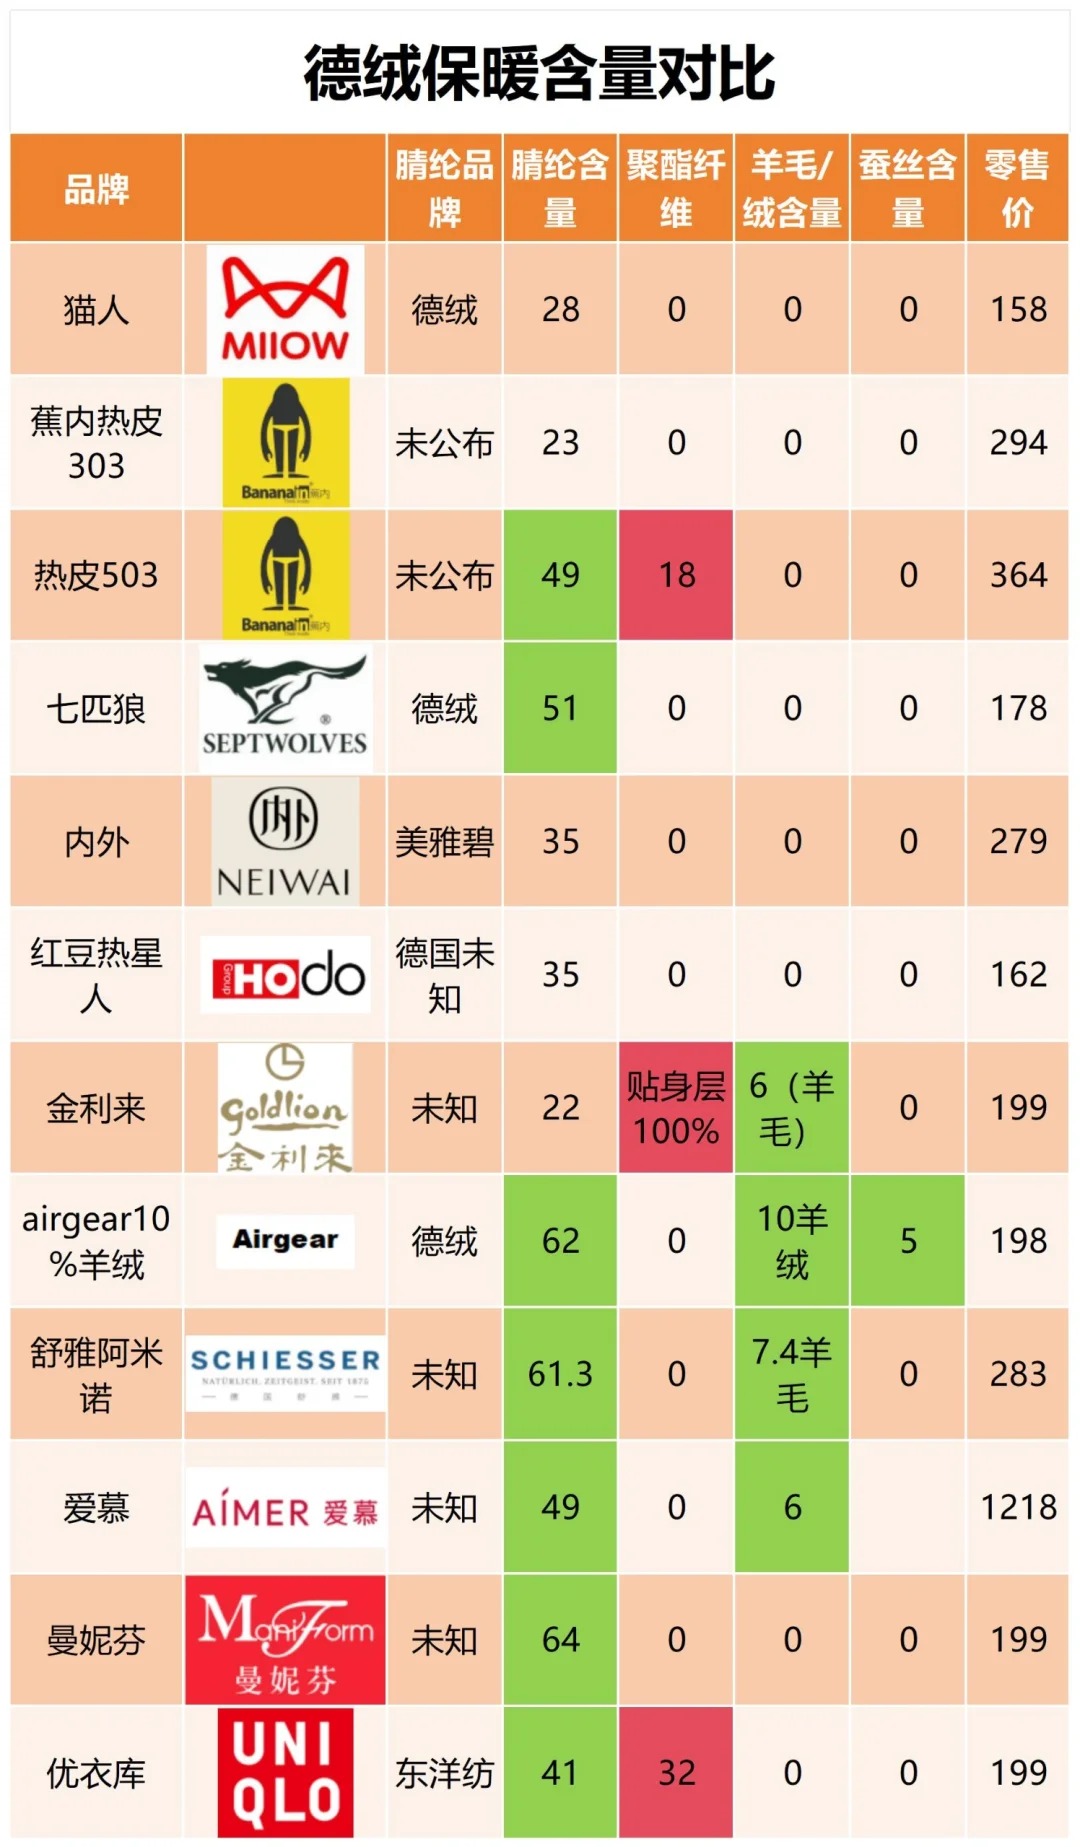 德绒保暖含量对比
品牌
腈纶品
牌
腈纶含
量
聚酯纤
维
羊毛/
绒含量
蚕丝含
量
零售
价
猫人
MIIOW
德绒
28
0
0
0
158
蕉内热皮
303
Bananain 蕉内
未公布
23
0
0
0
294
热皮503
Bananain 蕉内
未公布
49
18
0
0
364
七匹狼
®
SEPTWOLVES
德绒
51
0
0
0
178
内外
内外
NEIWAI
美雅碧
35
0
0
0
279
红豆热星
人
Group HOdo
德国未
知
35
0
0
0
162
金利来
Goldlion
金利來
未知
22
贴身层
100%
6（羊
毛）
0
199
airgear10
%羊绒
Airgear
德绒
62
0
10羊
绒
5
198
舒雅阿米
诺
SCHIESSER
NATÜRLICH. ZEITGEIST. SEIT 1875
未知
61.3
0
7.4羊
毛
0
283
爱慕
AÍMER 爱慕
未知
49
0
6
1218
曼妮芬
ManiForm
曼妮芬
未知
64
0
0
0
199
优衣库
UNI
QLO
东洋纺
41
32
0
0
199